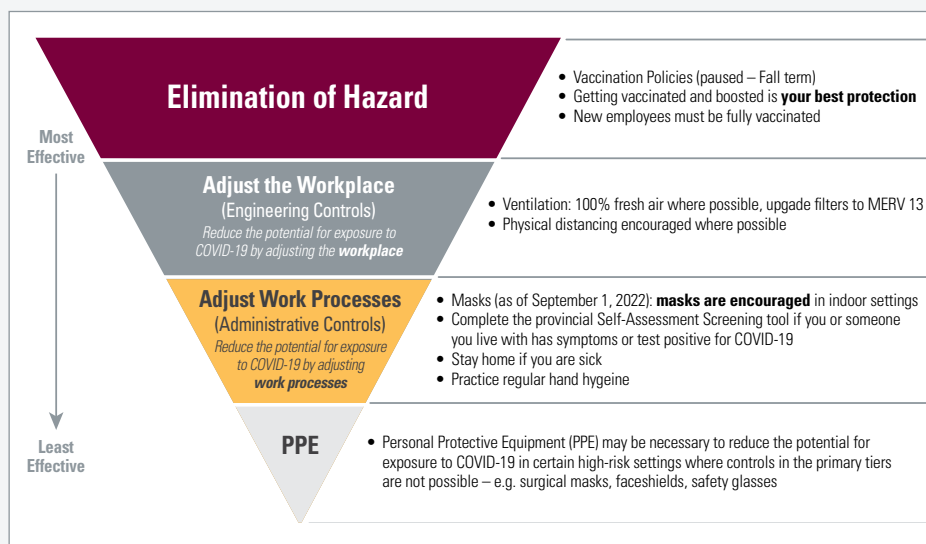 Elimination of Hazard
• Vaccination Policies (paused – Fall term)
• Getting vaccinated and boosted is your best protection
• New employees must be fully vaccinated
Most
Effective
Adjust the Workplace
(Engineering Controls)
Reduce the potential for exposure to
COVID-19 by adjusting the workplace
• Ventilation: 100% fresh air where possible, upgade filters to MERV 13
• Physical distancing encouraged where possible
Adjust Work Processes
(Administrative Controls)
Reduce the potential for exposure
to COVID-19 by adjusting
work processes
• Masks (as of September 1, 2022): masks are encouraged in indoor settings
• Complete the provincial Self-Assessment Screening tool if you or someone
you live with has symptoms or test positive for COVID-19
• Stay home if you are sick
• Practice regular hand hygeine
Least
Effective
PPE
• Personal Protective Equipment (PPE) may be necessary to reduce the potential for
exposure to COVID-19 in certain high-risk settings where controls in the primary tiers
are not possible – e.g. surgical masks, faceshields, safety glasses